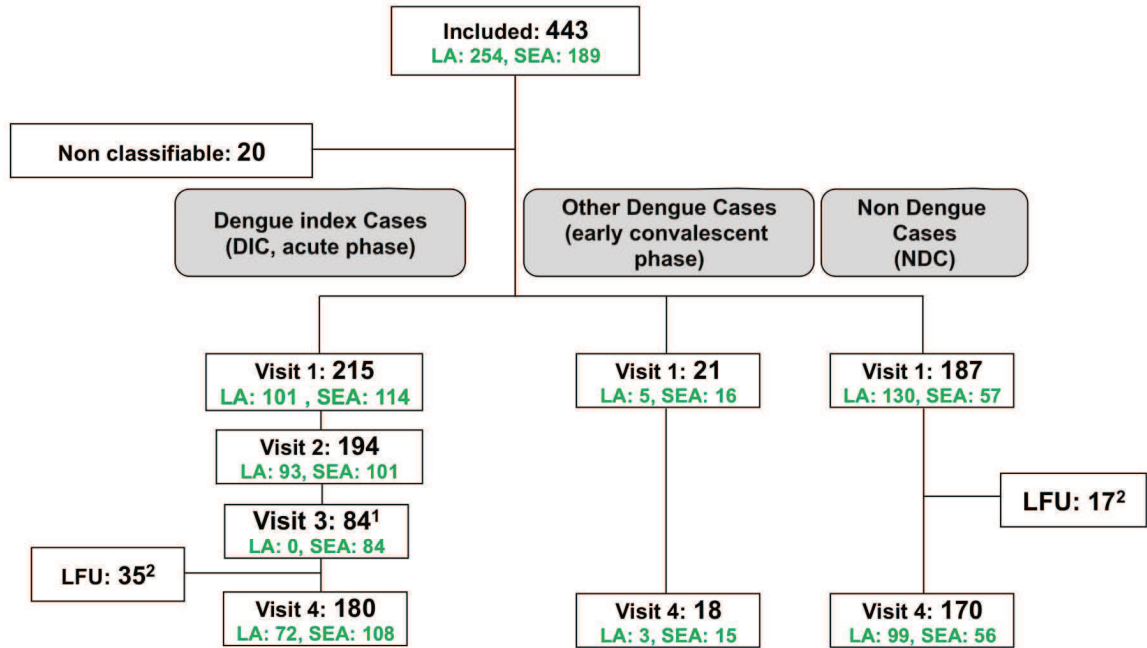 Included: 443
LA: 254, SEA: 189
Non classifiable: 20
Dengue index Cases
(DIC, acute phase)
Other Dengue Cases
(early convalescent
phase)
Non Dengue
Cases
(NDC)
Visit 1: 215
LA: 101 , SEA: 114
Visit 1: 21
LA: 5, SEA: 16
Visit 1: 187
LA: 130, SEA: 57
Visit 2: 194
LA: 93, SEA: 101
LFU: 17²
Visit 3: 84¹
LA: 0, SEA: 84
LFU: 35²
Visit 4: 180
LA: 72, SEA: 108
Visit 4: 18
LA: 3, SEA: 15
Visit 4: 170
LA: 99, SEA: 56